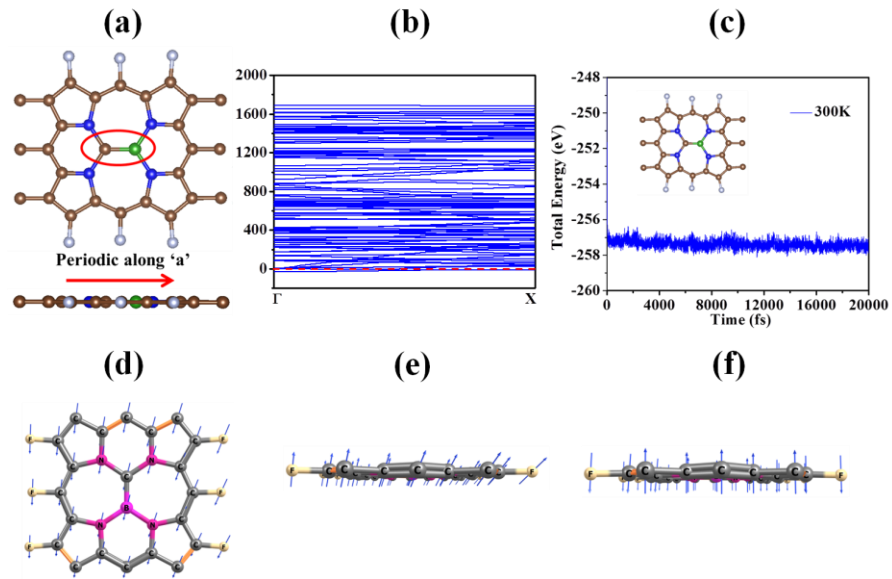 (a)
(b)
(c)
Periodic along ‘a’
2000
1600
1200
800
400
0
Γ
X
-248
-250
-252
-254
-256
-258
-260
Total Energy (eV)
300K
0
4000
8000
12000
16000
20000
Time (fs)
(d)
(e)
(f)
C C C
F C C C C F
N N
C C C
F C B C F
N N
C C C C
F C C C F
F C C C C C F
F C C C C C F